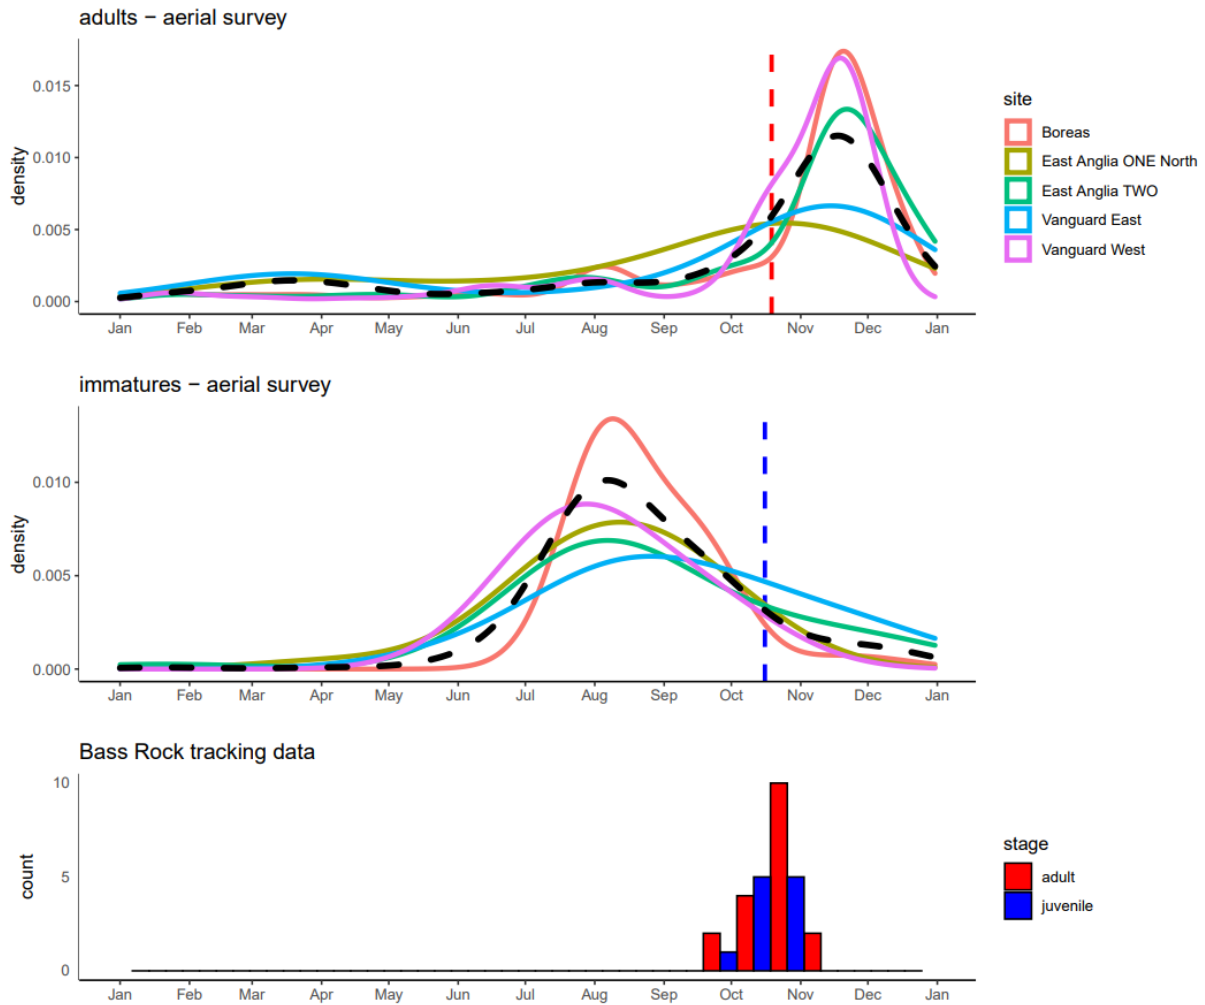 adults − aerial survey
density
0.015
0.010
0.005
0.000
Jan Feb Mar Apr May Jun Jul Aug Sep Oct Nov Dec Jan
site
Boreas
East Anglia ONE North
East Anglia TWO
Vanguard East
Vanguard West
immatures − aerial survey
density
0.010
0.005
0.000
Jan Feb Mar Apr May Jun Jul Aug Sep Oct Nov Dec Jan
Bass Rock tracking data
count
10
5
0
Jan Feb Mar Apr May Jun Jul Aug Sep Oct Nov Dec Jan
stage
adult
juvenile